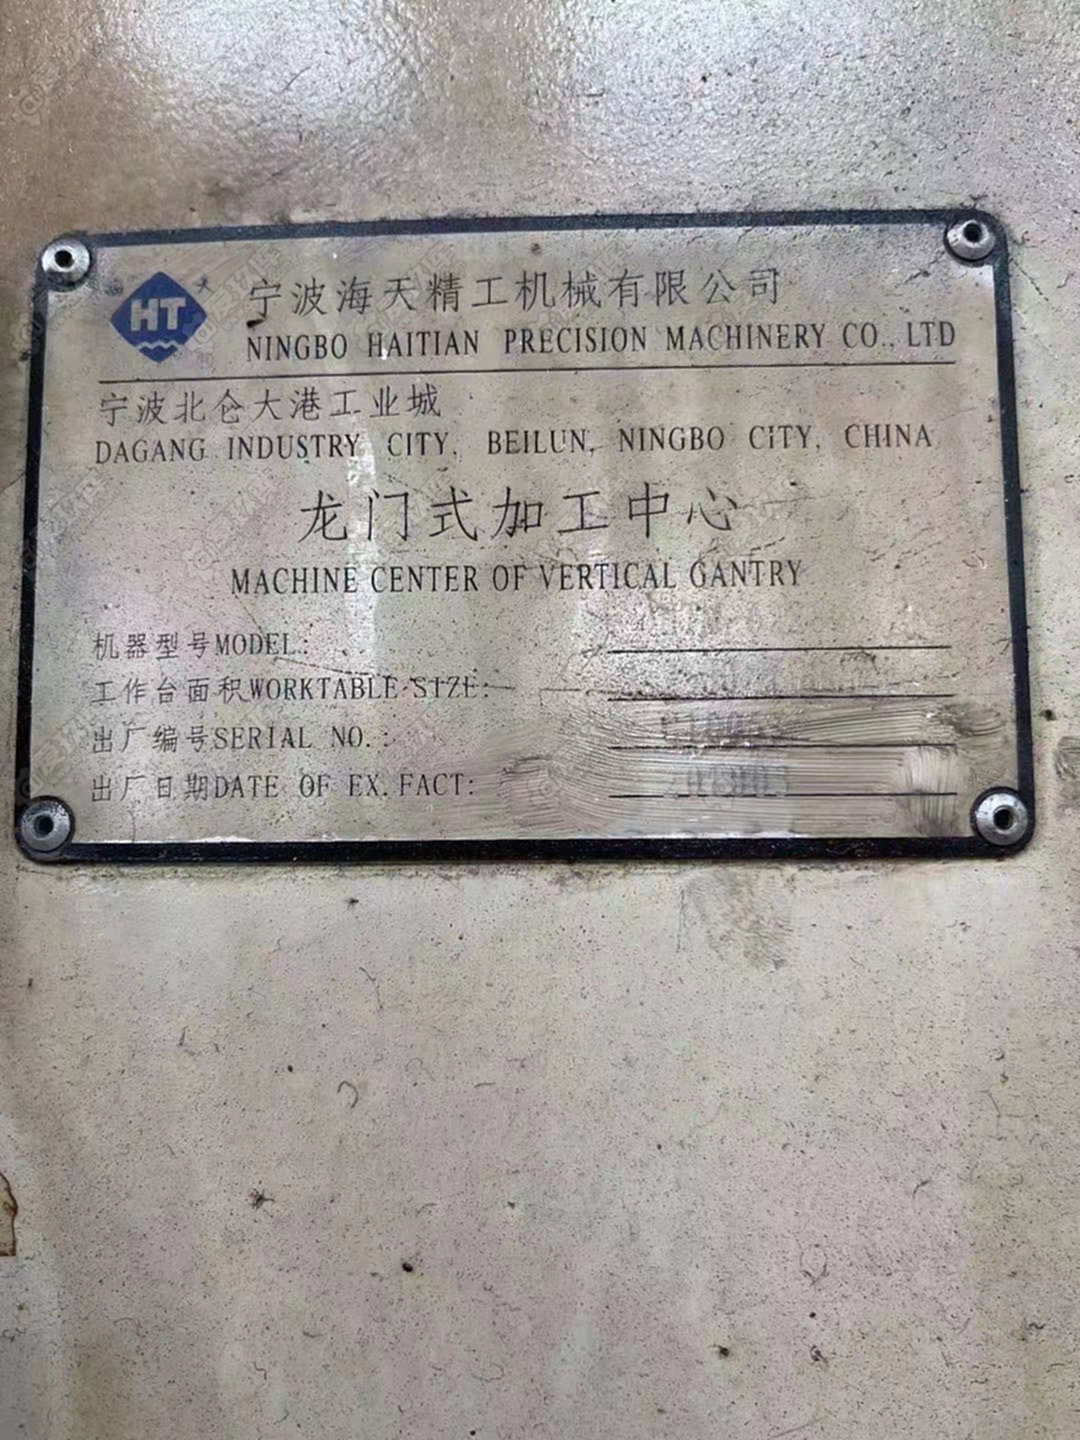 HT
宁波海天精工机械有限公司
NINGBO HAITIAN PRECISION MACHINERY CO., LTD
宁波北仑大港工业城
DAGANG INDUSTRY CITY, BEILUN, NINGBO CITY, CHINA
龙门式加工中心
MACHINE CENTER OF VERTICAL GANTRY
机器型号MODEL:
工作台面积WORKTABLE SIZE:
出厂编号SERIAL NO.:
出厂日期DATE OF EX.FACT: